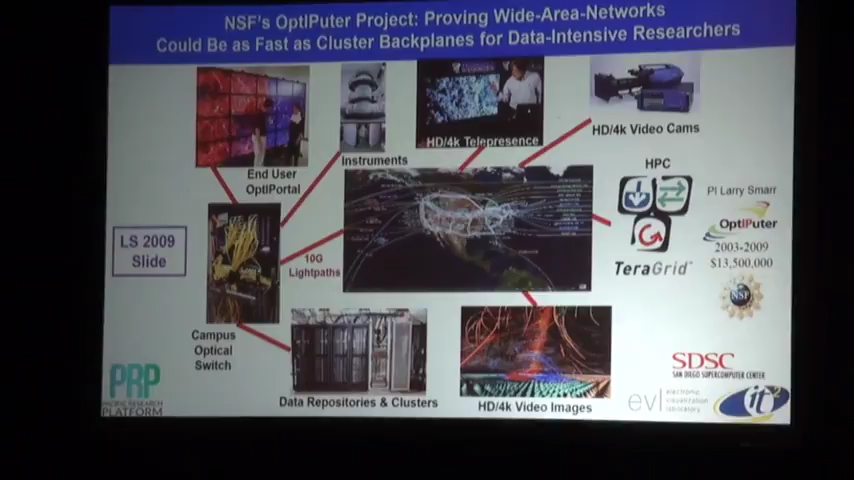 NSF's OptIPuter Project: Proving Wide-Area-Networks
Could Be as Fast as Cluster Backplanes for Data-Intensive Researchers
HD/4k Telepresence
HD/4k Video Cams
Instruments
End User
OptIPortal
HPC
PI Larry Smarr
OptIPuter
2003-2009
$13,500,000
NSF
TeraGrid
LS 2009
Slide
10G
Lightpaths
Campus
Optical
Switch
Data Repositories & Clusters
HD/4k Video Images
PRP
PACIFIC RESEARCH
PLATFORM
SDSC
SAN DIEGO SUPERCOMPUTER CENTER
evl
electronic
visualization
laboratory
it2